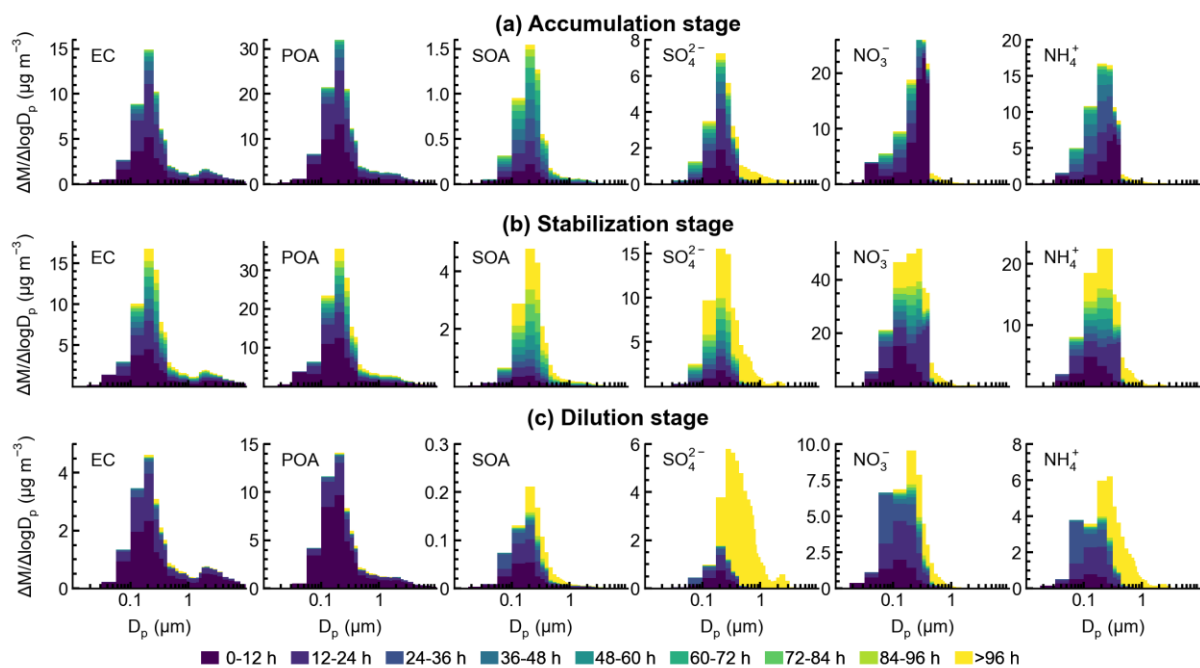 (a) Accumulation stage
ΔM/ΔlogDₚ (µg m⁻³)
EC
15
10
5
0
POA
30
20
10
0
SOA
1.5
1.0
0.5
0.0
SO₄²⁻
8
6
4
2
0
NO₃⁻
20
10
0
NH₄⁺
20
15
10
5
0
(b) Stabilization stage
ΔM/ΔlogDₚ (µg m⁻³)
EC
15
10
5
POA
30
20
10
SOA
4
2
SO₄²⁻
15
10
5
NO₃⁻
40
20
NH₄⁺
20
10
(c) Dilution stage
ΔM/ΔlogDₚ (µg m⁻³)
EC
4
2
0
POA
15
10
5
0
SOA
0.3
0.2
0.1
0.0
SO₄²⁻
6
4
2
0
NO₃⁻
10.0
7.5
5.0
2.5
0.0
NH₄⁺
8
6
4
2
0
0.1 1 0.1 1 0.1 1 0.1 1 0.1 1 0.1 1
Dₚ (µm) Dₚ (µm) Dₚ (µm) Dₚ (µm) Dₚ (µm) Dₚ (µm)
0-12 h 12-24 h 24-36 h 36-48 h 48-60 h 60-72 h 72-84 h 84-96 h >96 h